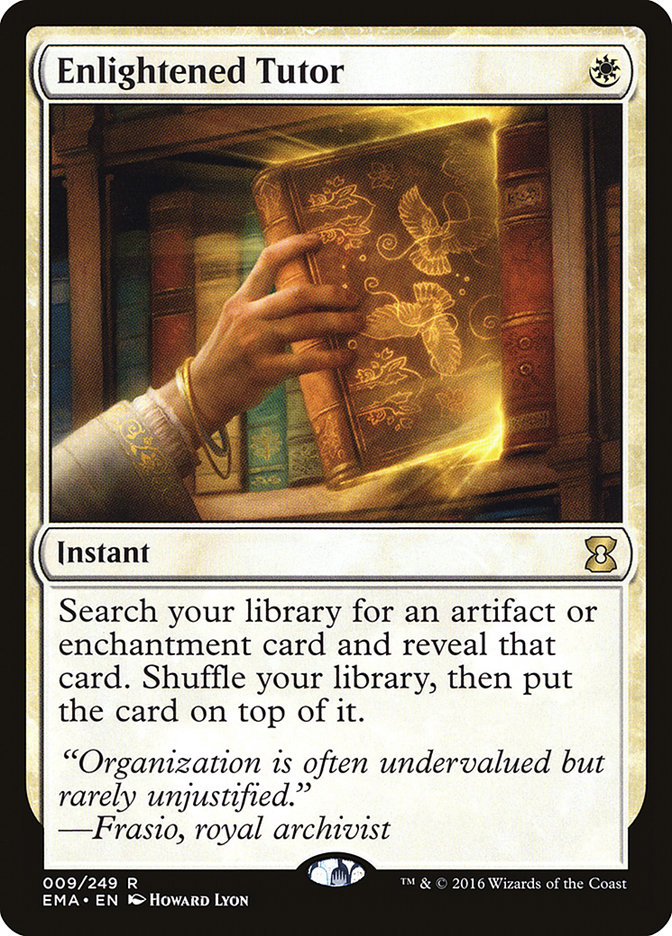 Enlightened Tutor
Instant
Search your library for an artifact or
enchantment card and reveal that
card. Shuffle your library, then put
the card on top of it.
“Organization is often undervalued but
rarely unjustified.”
—Frasio, royal archivist
009/249 R
EMA • EN Howard Lyon
™ & © 2016 Wizards of the Coast